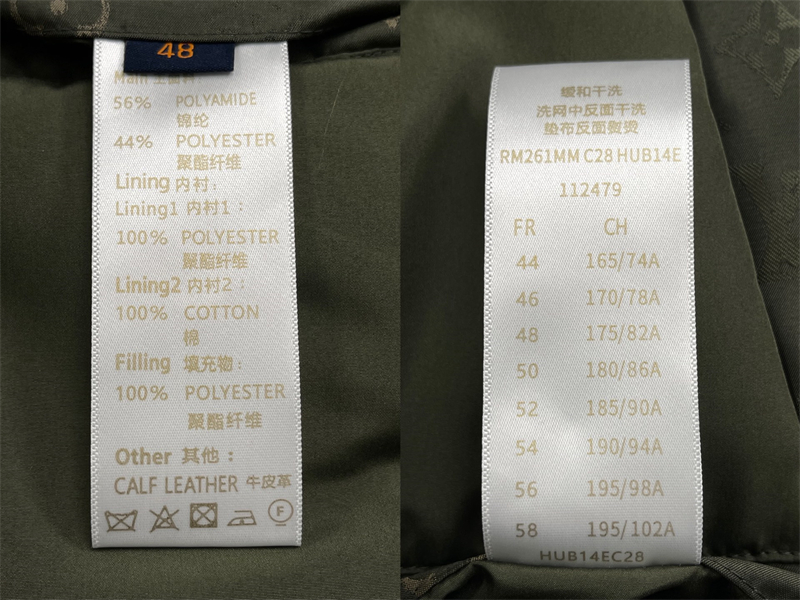 48
Main 主面料
56% POLYAMIDE
锦纶
44% POLYESTER
聚酯纤维
Lining 内衬：
Lining1 内衬1：
100% POLYESTER
聚酯纤维
Lining2 内衬2：
100% COTTON
棉
Filling 填充物：
100% POLYESTER
聚酯纤维
Other 其他：
CALF LEATHER 牛皮革
F
缓和干洗
洗网中反面干洗
垫布反面熨烫
RM261MM C28 HUB14E
112479
FR CH
44 165/74A
46 170/78A
48 175/82A
50 180/86A
52 185/90A
54 190/94A
56 195/98A
58 195/102A
HUB14EC28